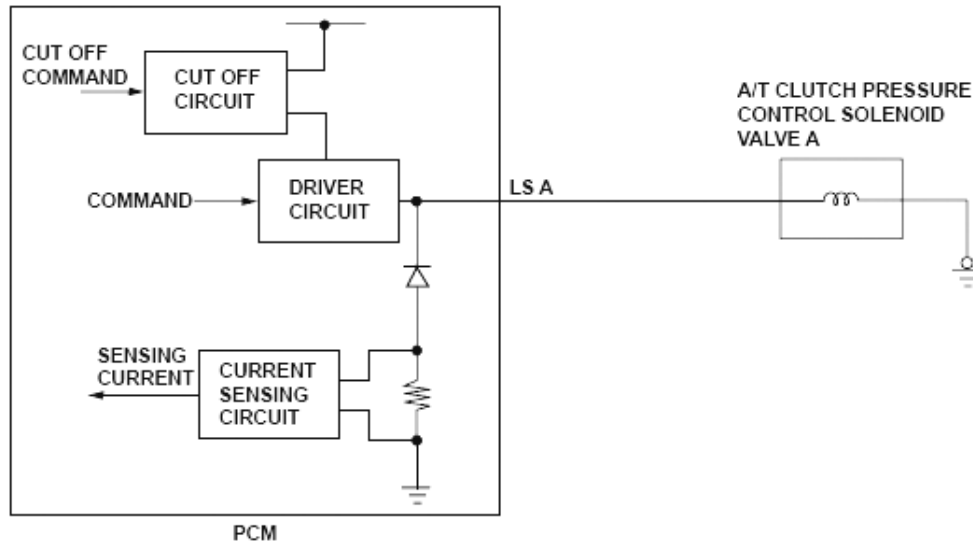 CUT OFF
COMMAND
CUT OFF
CIRCUIT
A/T CLUTCH PRESSURE
CONTROL SOLENOID
VALVE A
COMMAND
DRIVER
CIRCUIT
LS A
SENSING
CURRENT
CURRENT
SENSING
CIRCUIT
PCM